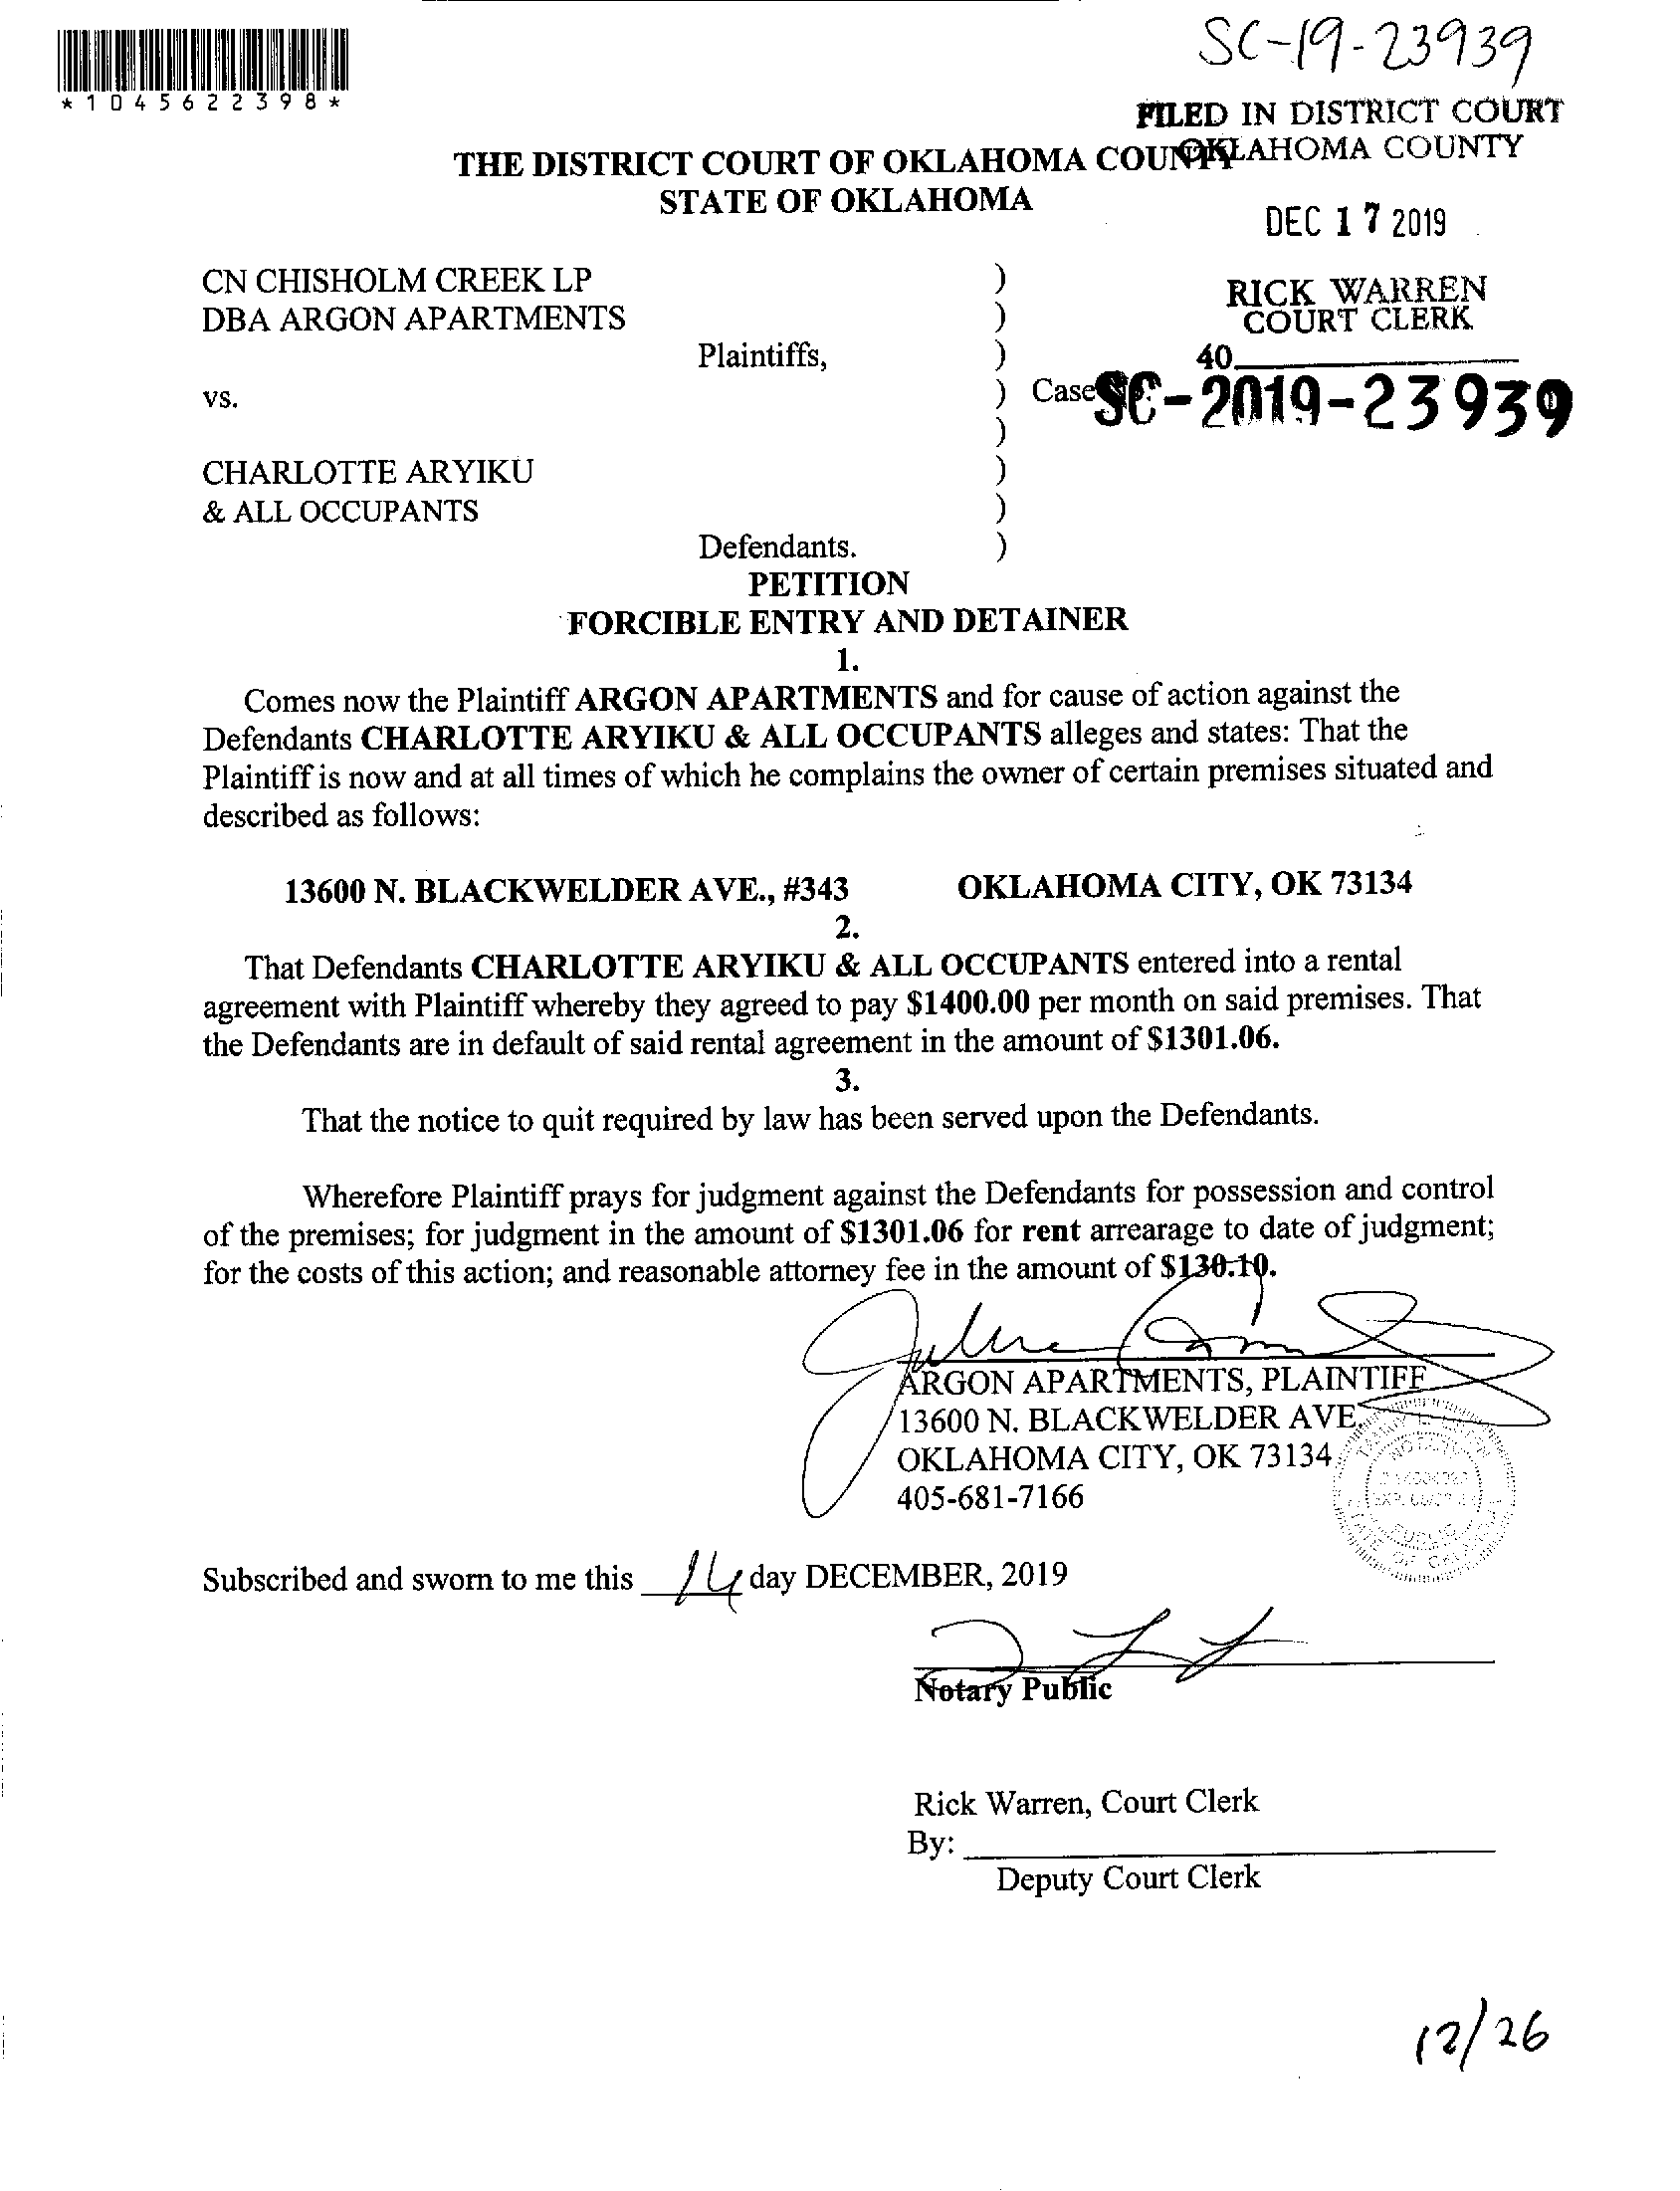 *1045622398*
SC-19-23939
FILED IN DISTRICT COURT
OKLAHOMA COUNTY
THE DISTRICT COURT OF OKLAHOMA COUNTY
STATE OF OKLAHOMA
DEC 17 2019
CN CHISHOLM CREEK LP )
DBA ARGON APARTMENTS )
RICK WARREN
COURT CLERK
Plaintiffs, )
40
vs. ) Case SC-2019-23939
)
CHARLOTTE ARYIKU )
& ALL OCCUPANTS )
Defendants. )
PETITION
FORCIBLE ENTRY AND DETAINER
1.
Comes now the Plaintiff ARGON APARTMENTS and for cause of action against the
Defendants CHARLOTTE ARYIKU & ALL OCCUPANTS alleges and states: That the
Plaintiff is now and at all times of which he complains the owner of certain premises situated and
described as follows:
13600 N. BLACKWELDER AVE., #343 OKLAHOMA CITY, OK 73134
2.
That Defendants CHARLOTTE ARYIKU & ALL OCCUPANTS entered into a rental
agreement with Plaintiff whereby they agreed to pay $1400.00 per month on said premises. That
the Defendants are in default of said rental agreement in the amount of $1301.06.
3.
That the notice to quit required by law has been served upon the Defendants.
Wherefore Plaintiff prays for judgment against the Defendants for possession and control
of the premises; for judgment in the amount of $1301.06 for rent arrearage to date of judgment;
for the costs of this action; and reasonable attorney fee in the amount of $130.10.
ARGON APARTMENTS, PLAINTIFF
13600 N. BLACKWELDER AVE.
OKLAHOMA CITY, OK 73134
405-681-7166
NOTARY
PUBLIC
STATE OF OKLAHOMA
Subscribed and sworn to me this 14 day DECEMBER, 2019
Notary Public
Rick Warren, Court Clerk
By:
Deputy Court Clerk
12/26